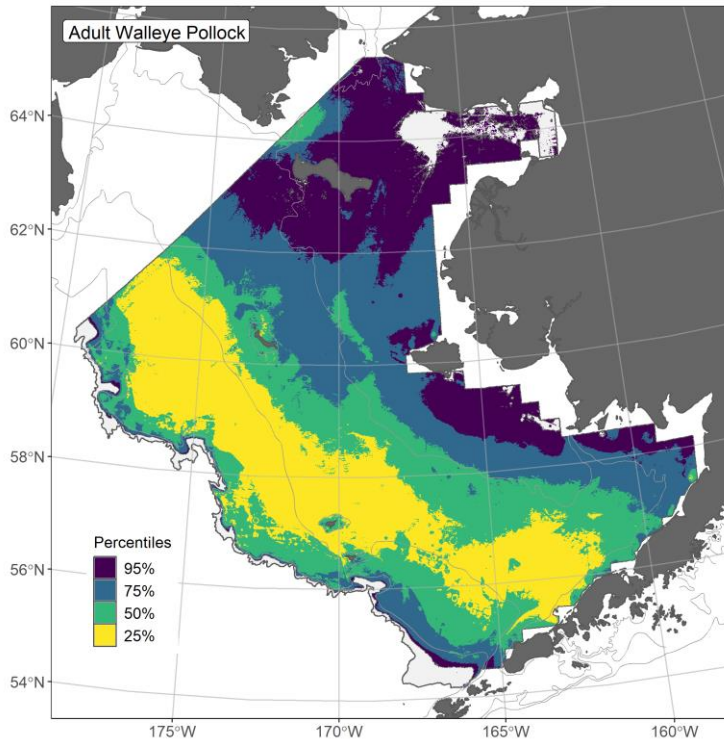 Adult Walleye Pollock
64°N
62°N
60°N
58°N
56°N
54°N
Percentiles
95%
75%
50%
25%
175°W
170°W
165°W
160°W